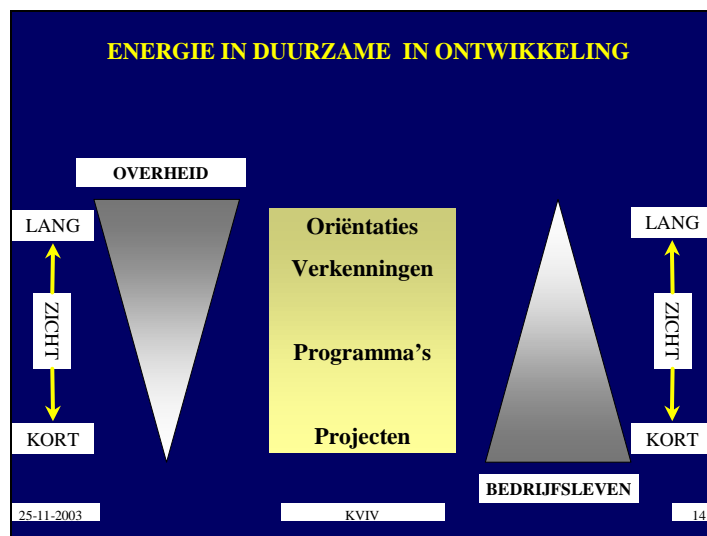 ENERGIE IN DUURZAME IN ONTWIKKELING
OVERHEID
LANG
ZICHT
KORT
Oriëntaties
Verkenningen
Programma's
Projecten
LANG
ZICHT
KORT
BEDRIJFSLEVEN
25-11-2003
KVIV
14